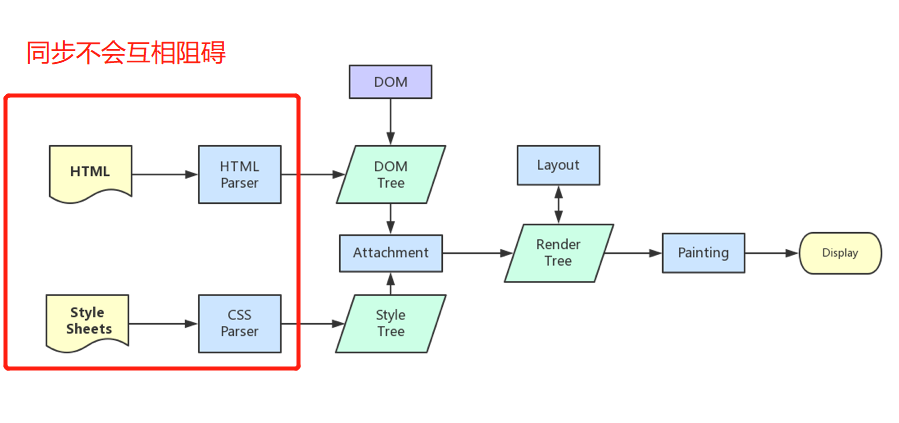 同步不会互相阻碍
DOM
HTML
HTML
Parser
DOM
Tree
Layout
Attachment
Render
Tree
Painting
Display
Style
Sheets
CSS
Parser
Style
Tree